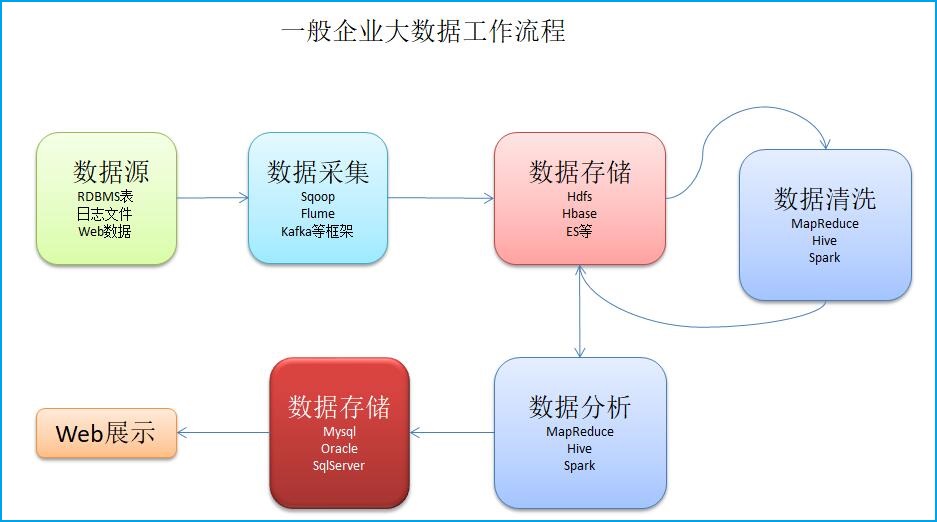 一般企业大数据工作流程
数据源
RDBMS表
日志文件
Web数据
数据采集
Sqoop
Flume
Kafka等框架
数据存储
Hdfs
Hbase
ES等
数据清洗
MapReduce
Hive
Spark
数据分析
MapReduce
Hive
Spark
数据存储
Mysql
Oracle
SqlServer
Web展示